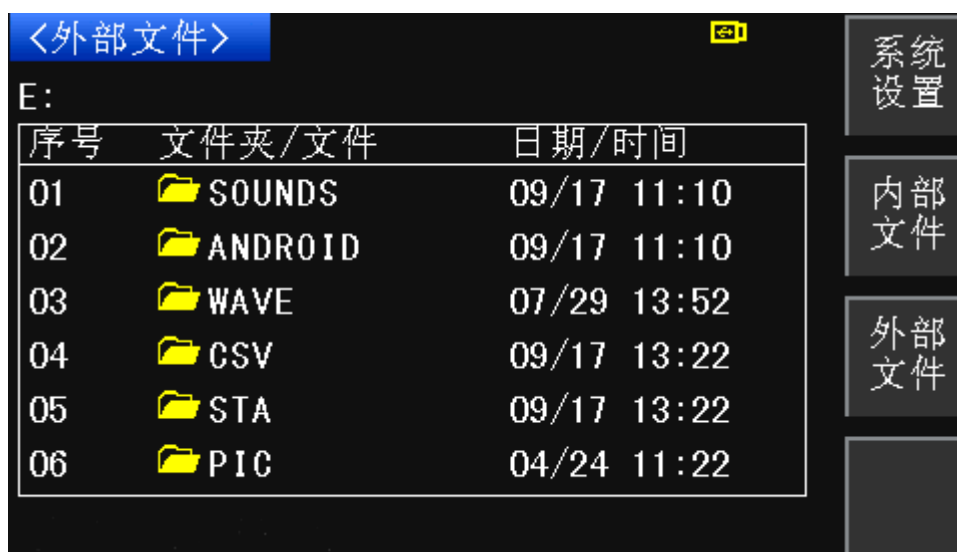 <外部文件>
E:
序号 文件夹/文件 日期/时间
01 SOUNDS 09/17 11:10
02 ANDROID 09/17 11:10
03 WAVE 07/29 13:52
04 CSV 09/17 13:22
05 STA 09/17 13:22
06 PIC 04/24 11:22
系统
设置
内部
文件
外部
文件